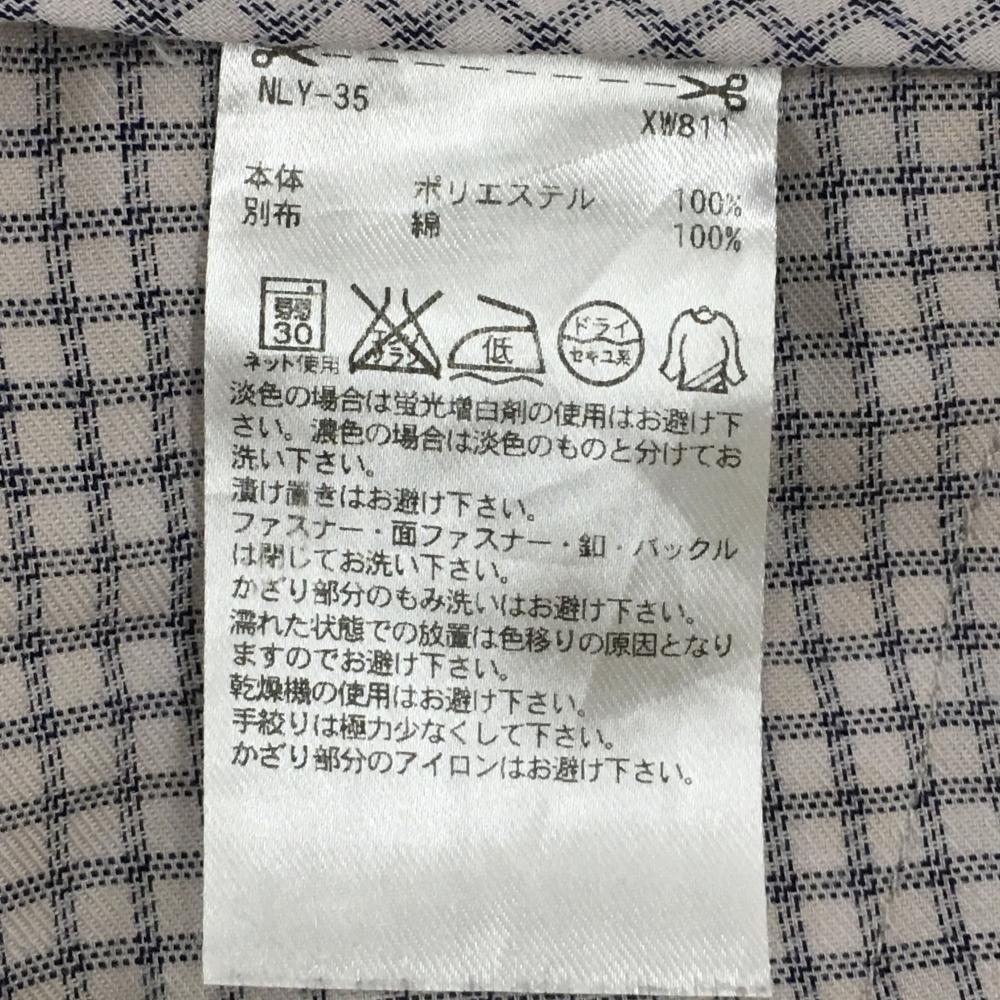 NLY-35
XW811
本体 ポリエステル 100%
別布 綿 100%
弱
30
ネット使用
エンソ
サラシ
低
ドライ
セキユ系
淡色の場合は蛍光増白剤の使用はお避け下
さい。濃色の場合は淡色のものと分けてお
洗い下さい。
漬け置きはお避け下さい。
ファスナー・面ファスナー・釦・バックル
は閉じてお洗い下さい。
かざり部分のもみ洗いはお避け下さい。
濡れた状態での放置は色移りの原因となり
ますのでお避け下さい。
乾燥機の使用はお避け下さい。
手絞りは極力少なくして下さい。
かざり部分のアイロンはお避け下さい。